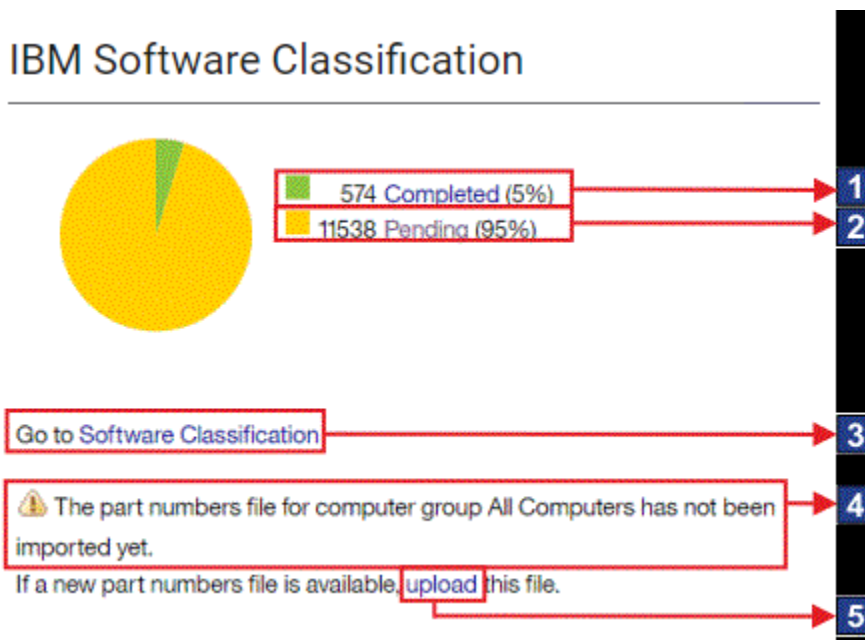 IBM Software Classification
574 Completed (5%)
1
11538 Pending (95%)
2
Go to Software Classification
3
The part numbers file for computer group All Computers has not been
4
imported yet.
If a new part numbers file is available, upload this file.
5